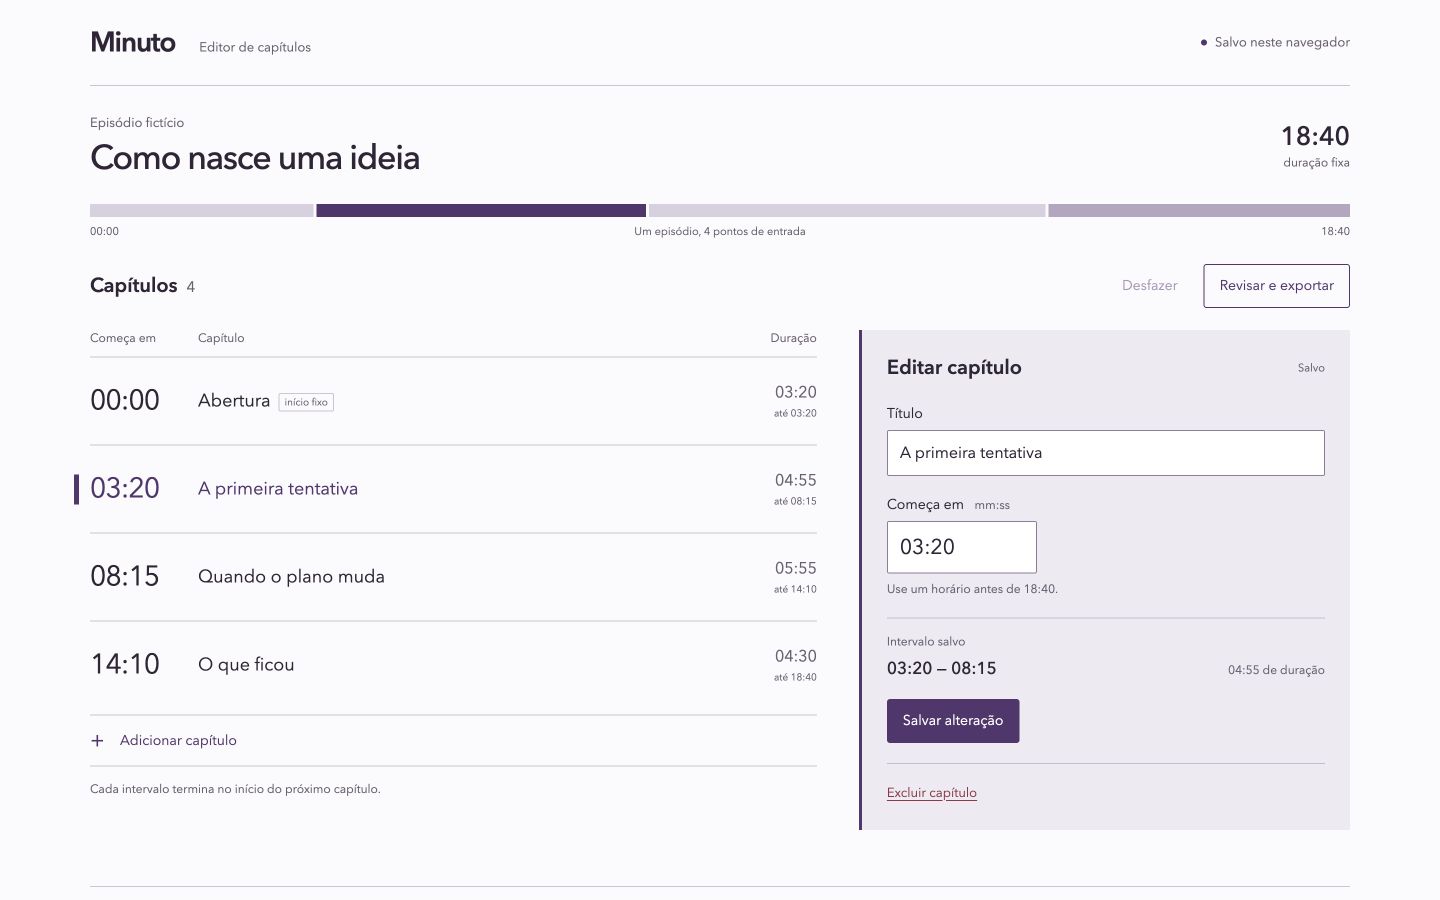 Minuto Editor de capítulos Salvo neste navegador
Episódio fictício
Como nasce uma ideia
18:40
duração fixa
00:00 Um episódio, 4 pontos de entrada 18:40
Capítulos 4 Desfazer Revisar e exportar
Começa em Capítulo Duração
00:00 Abertura início fixo 03:20
até 03:20
03:20 A primeira tentativa 04:55
até 08:15
08:15 Quando o plano muda 05:55
até 14:10
14:10 O que ficou 04:30
até 18:40
+ Adicionar capítulo
Cada intervalo termina no início do próximo capítulo.
Editar capítulo Salvo
Título
A primeira tentativa
Começa em mm:ss
03:20
Use um horário antes de 18:40.
Intervalo salvo
03:20 – 08:15 04:55 de duração
Salvar alteração
Excluir capítulo